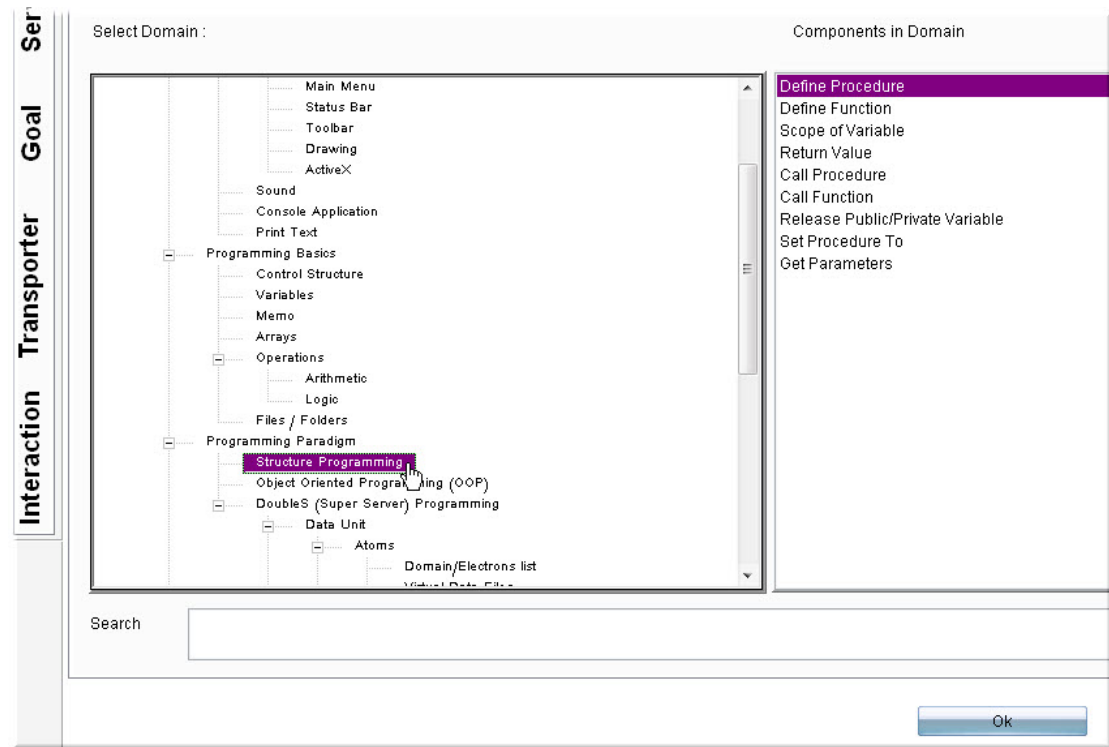 Select Domain :
Components in Domain
Main Menu
Status Bar
Toolbar
Drawing
ActiveX
Sound
Console Application
Print Text
Programming Basics
Control Structure
Variables
Memo
Arrays
Operations
Arithmetic
Logic
Files / Folders
Programming Paradigm
Structure Programming
Object Oriented Programming (OOP)
DoubleS (Super Server) Programming
Data Unit
Atoms
Domain/Electrons list
Virtual Data Files
Define Procedure
Define Function
Scope of Variable
Return Value
Call Procedure
Call Function
Release Public/Private Variable
Set Procedure To
Get Parameters
Search
Ok
Goal
Transporter
Interaction